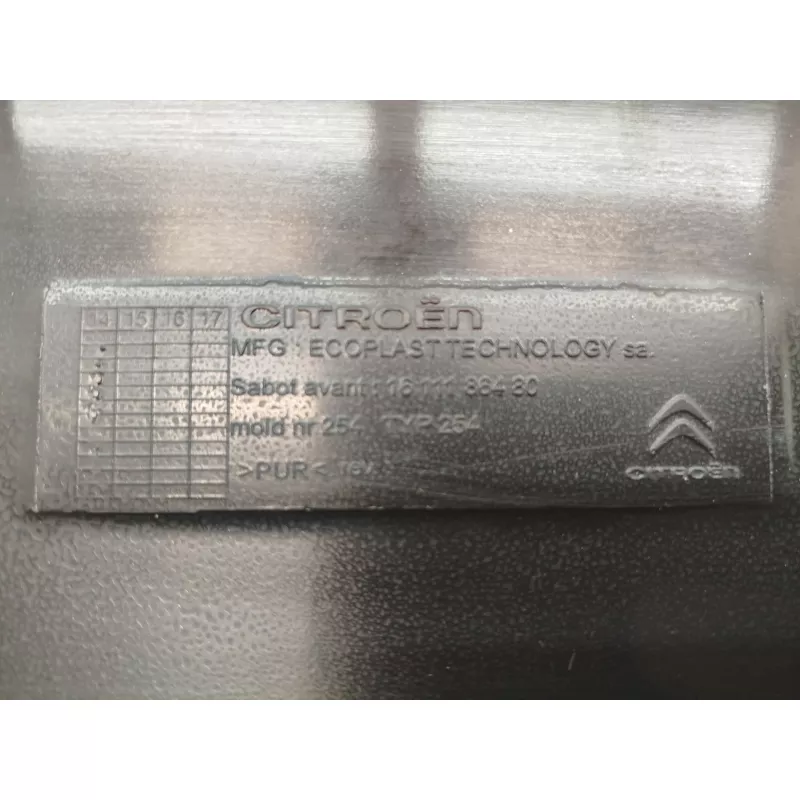 14 15 16 17
CITROËN
MFG : ECOPLAST TECHNOLOGY sa.
Sabot avant : 16 111 864 80
mold nr 254 TYP 254
>PUR<
CITROËN